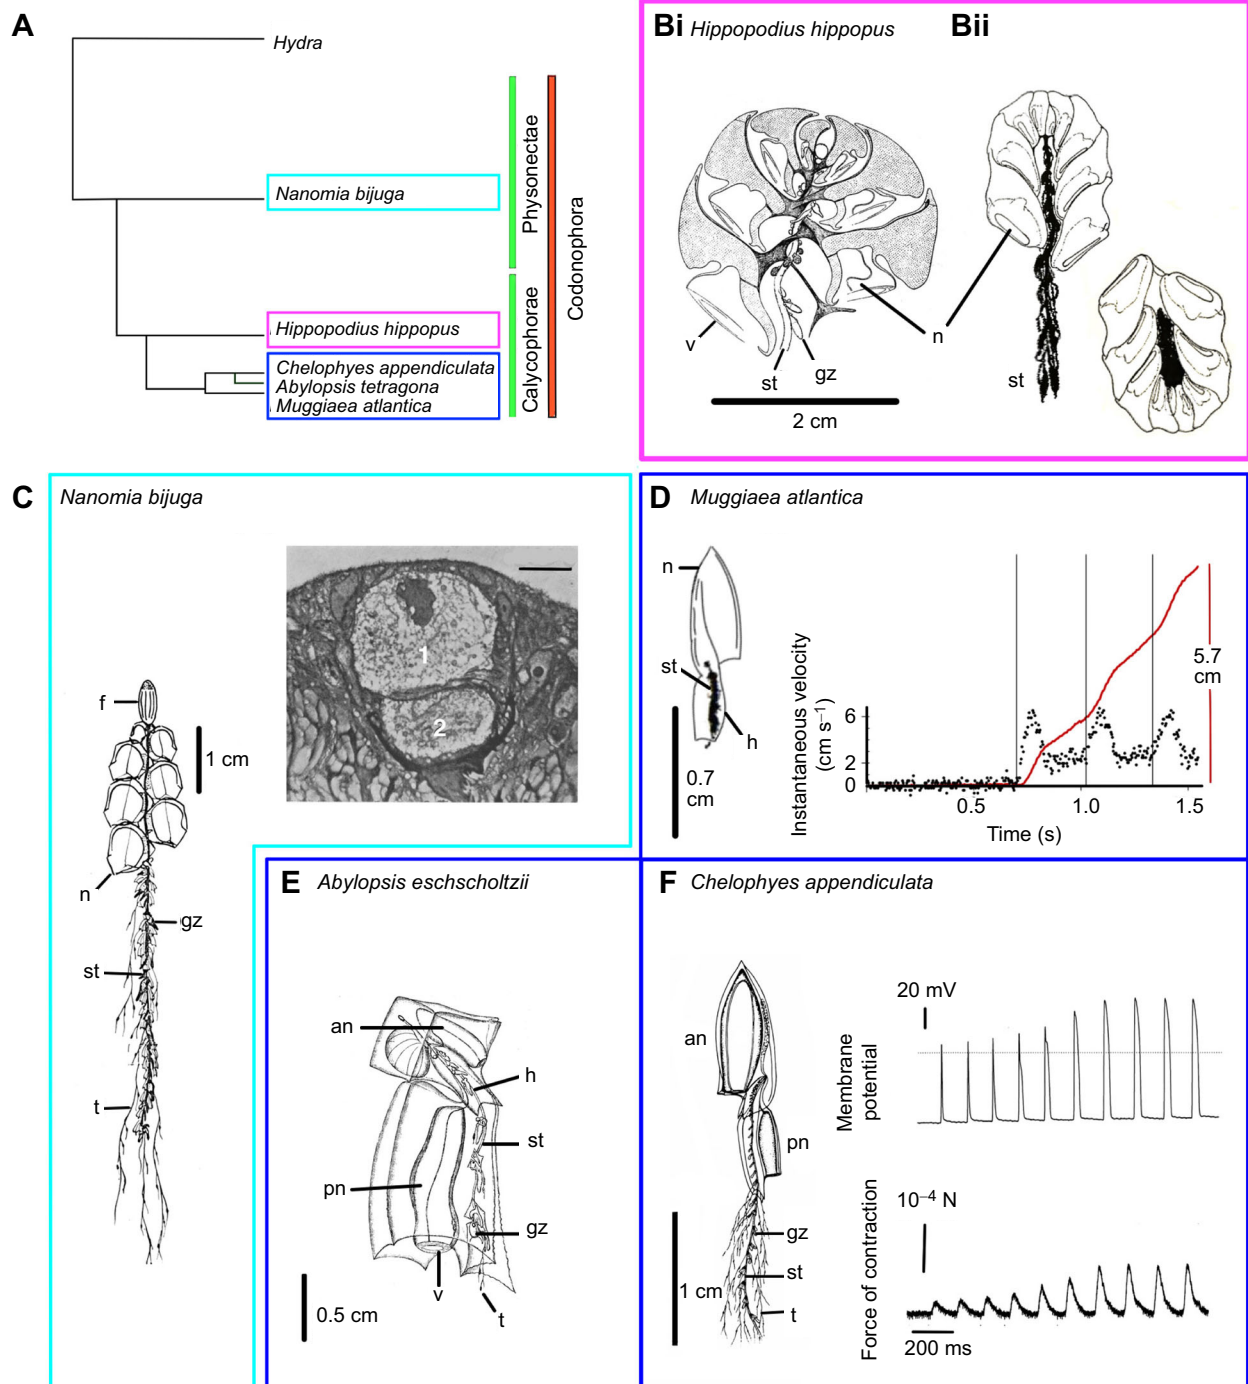 A
Hydra
Nanomia bijuga
Hippopodius hippopus
Chelophyes appendiculata
Abylopsis tetragona
Muggiaea atlantica
Physonectae
Calycophorae
Codonophora
Bi Hippopodius hippopus
Bii
v
st
gz
n
2 cm
st
C
Nanomia bijuga
f
1 cm
n
gz
st
t
1
2
D Muggiaea atlantica
n
st
h
0.7
cm
Instantaneous velocity
(cm s−1)
6
2
0
0.5
1.0
1.5
Time (s)
5.7
cm
E Abylopsis eschscholtzii
an
h
st
pn
gz
v
t
0.5 cm
F Chelophyes appendiculata
an
pn
gz
st
t
1 cm
20 mV
Membrane
potential
10−4 N
Force of contraction
200 ms